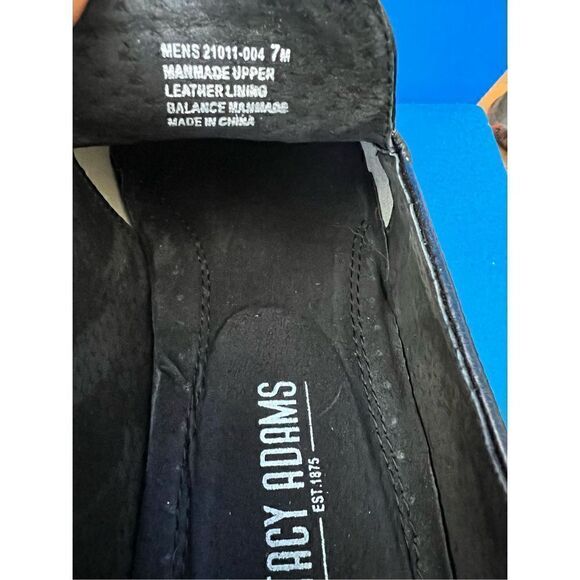 MENS 21011-004 7M
MANMADE UPPER
LEATHER LINING
BALANCE MANMADE
MADE IN CHINA
ACY ADAMS
EST.1875